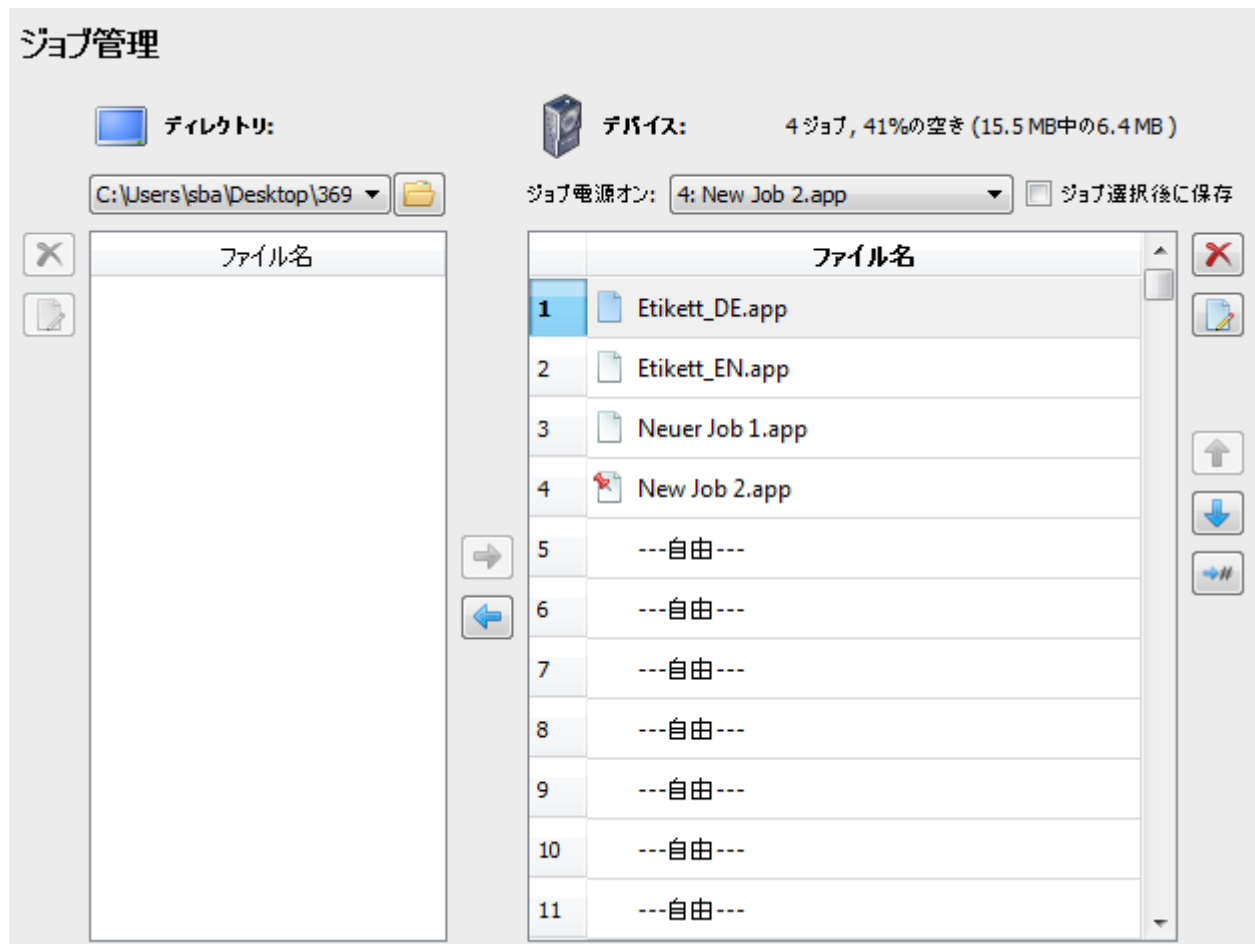 ジョブ管理
ディレクトリ:
デバイス: 4 ジョブ, 41%の空き (15.5 MB中の6.4 MB )
C:\Users\sba\Desktop\369
ジョブ電源オン: 4: New Job 2.app ジョブ選択後に保存
ファイル名
ファイル名
1 Etikett_DE.app
2 Etikett_EN.app
3 Neuer Job 1.app
4 New Job 2.app
5 ---自由---
6 ---自由---
7 ---自由---
8 ---自由---
9 ---自由---
10 ---自由---
11 ---自由---